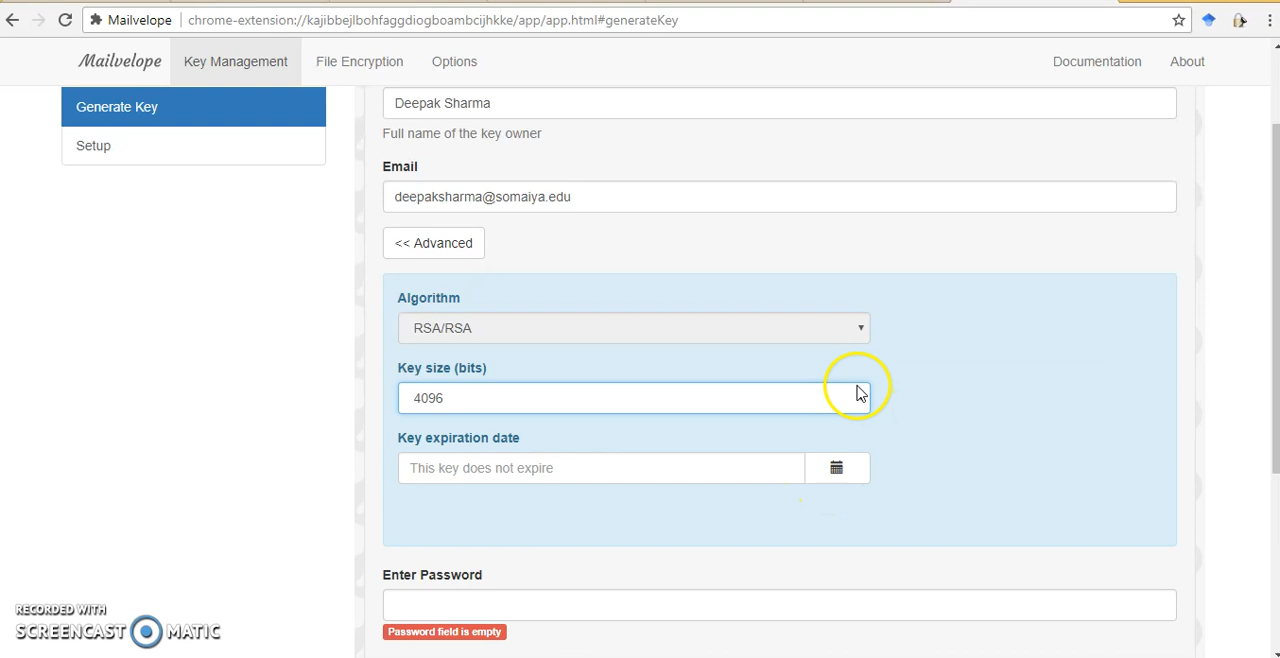 Mailvelope chrome-extension://kajibbejlbohfaggdiogboambcijhkke/app/app.html#generateKey
Mailvelope Key Management File Encryption Options Documentation About
Generate Key
Setup
Deepak Sharma
Full name of the key owner
Email
deepaksharma@somaiya.edu
<< Advanced
Algorithm
RSA/RSA
Key size (bits)
4096
Key expiration date
This key does not expire
Enter Password
Password field is empty
RECORDED WITH
SCREENCAST MATIC